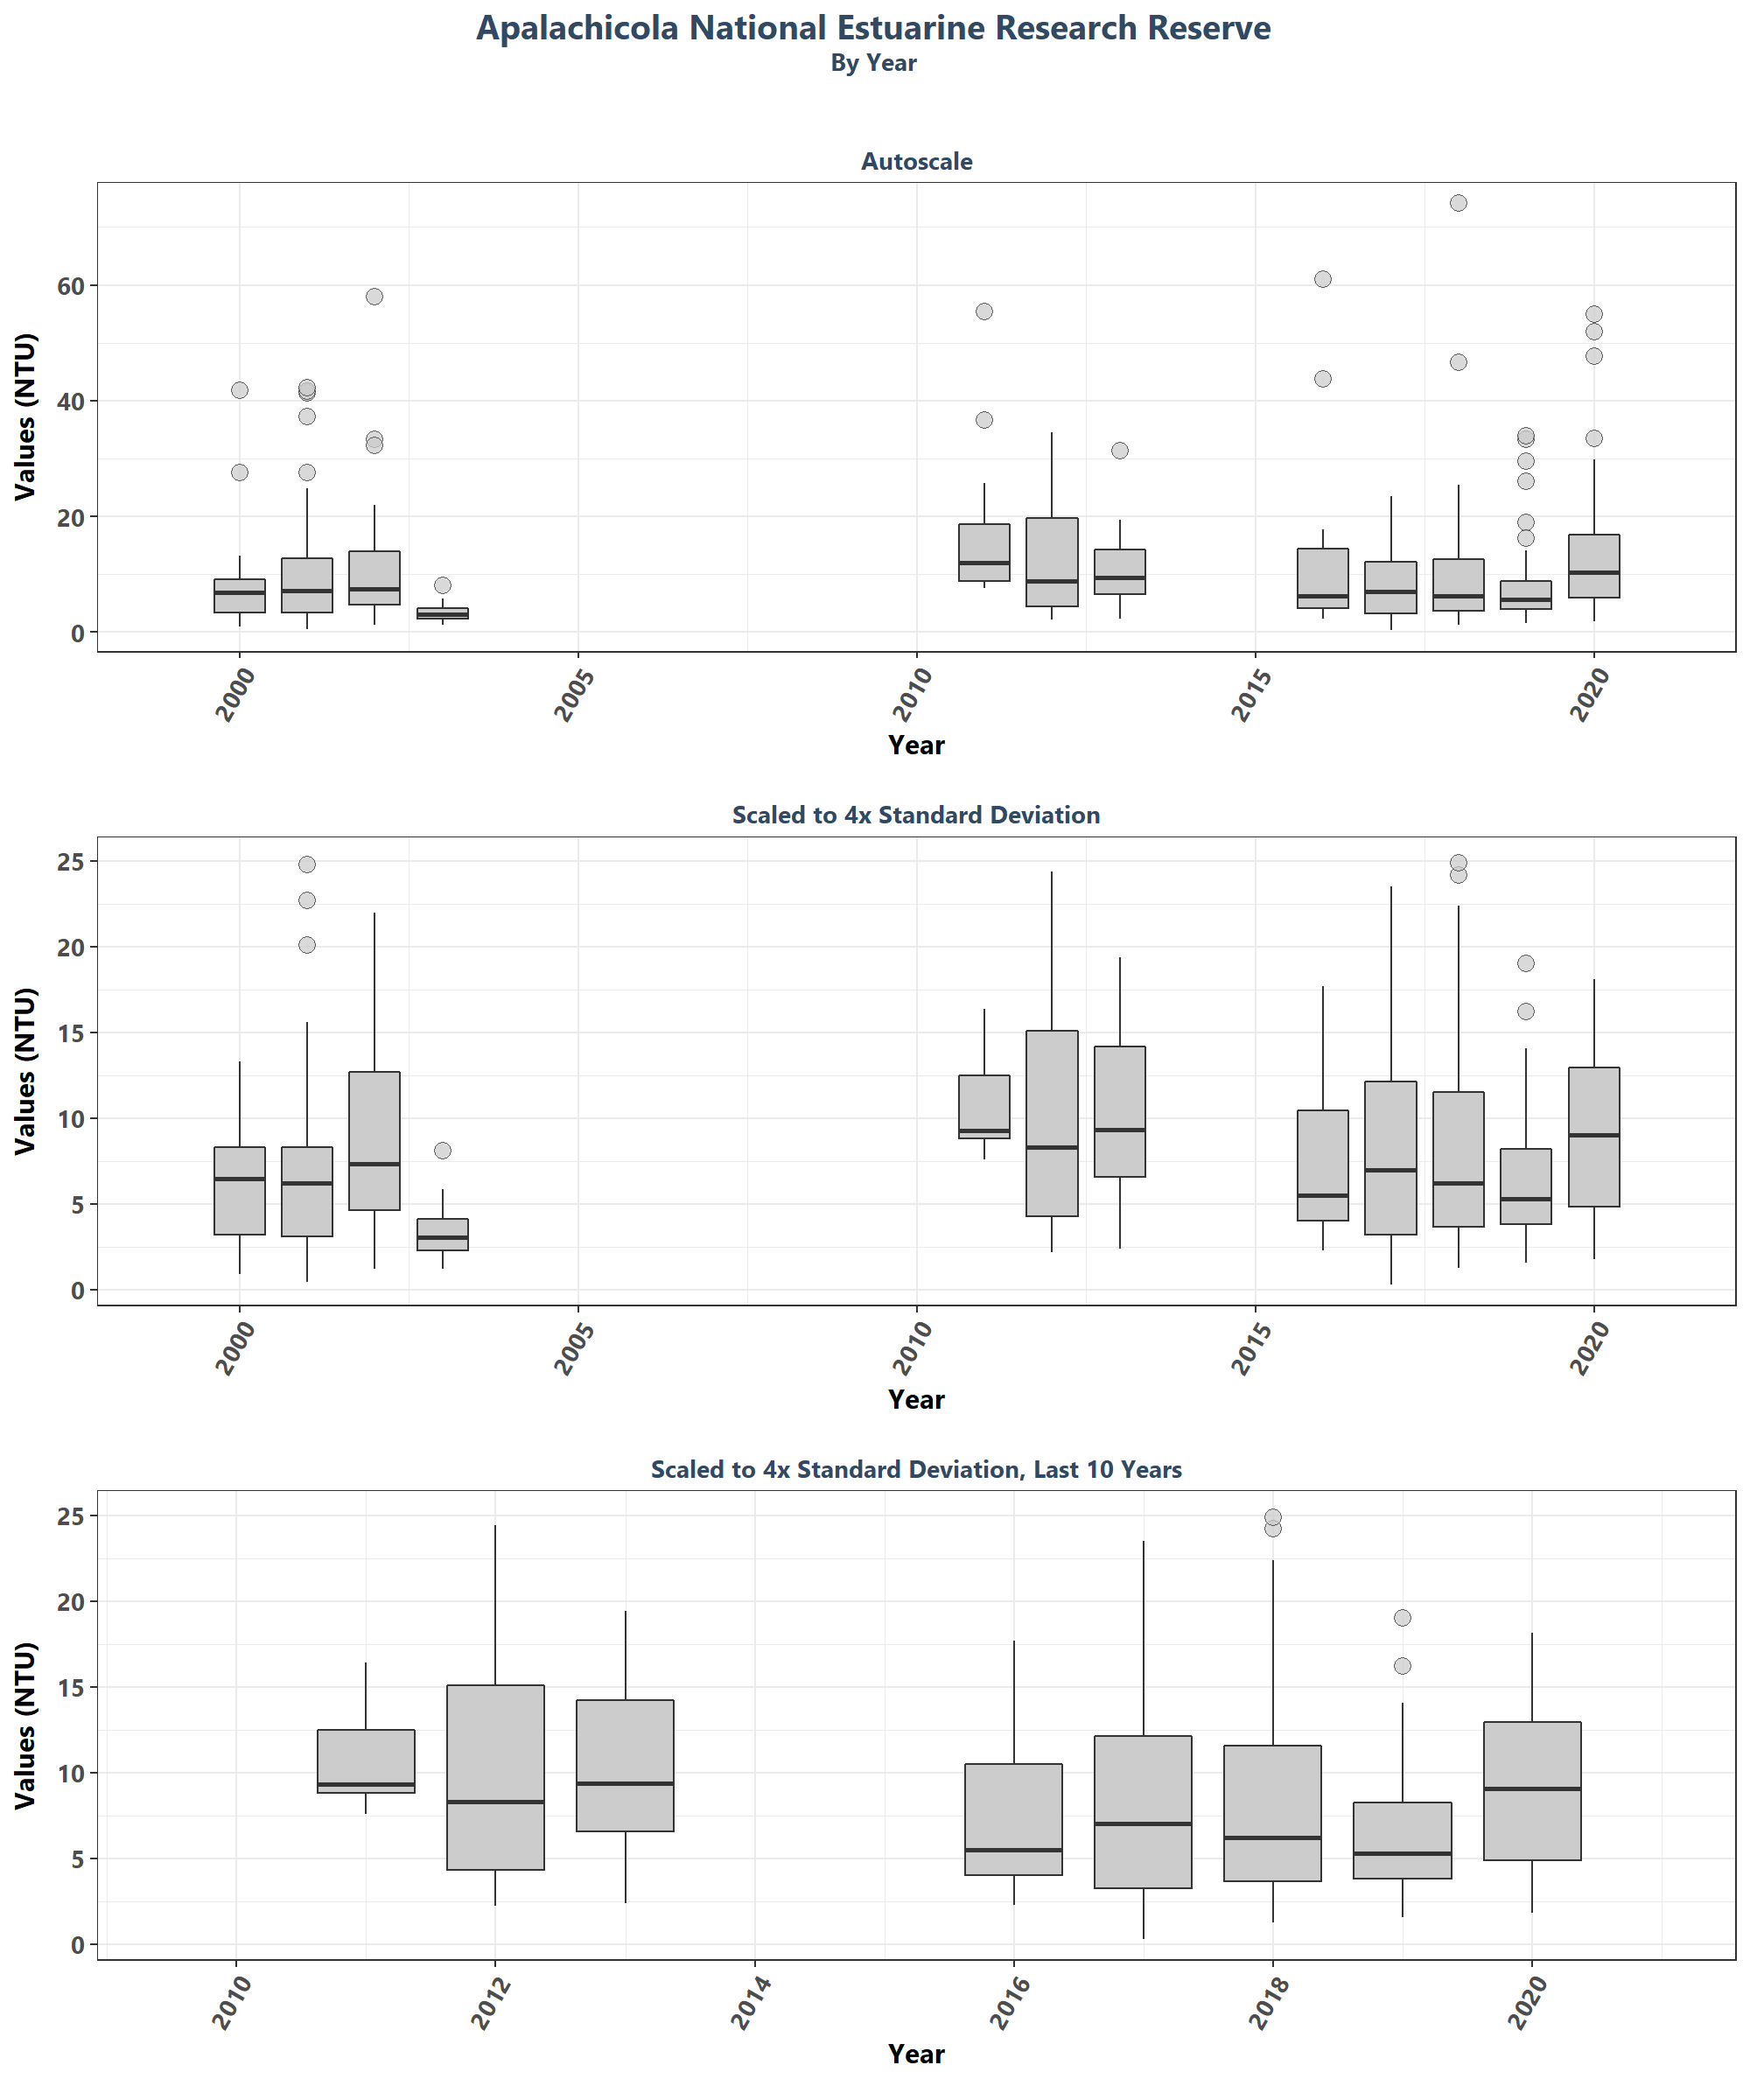 Apalachicola National Estuarine Research Reserve
By Year
Autoscale
Values (NTU)
60
40
20
0
2000 2005 2010 2015 2020
Year
Scaled to 4x Standard Deviation
Values (NTU)
25
20
15
10
5
0
2000 2005 2010 2015 2020
Year
Scaled to 4x Standard Deviation, Last 10 Years
Values (NTU)
25
20
15
10
5
0
2010 2012 2014 2016 2018 2020
Year